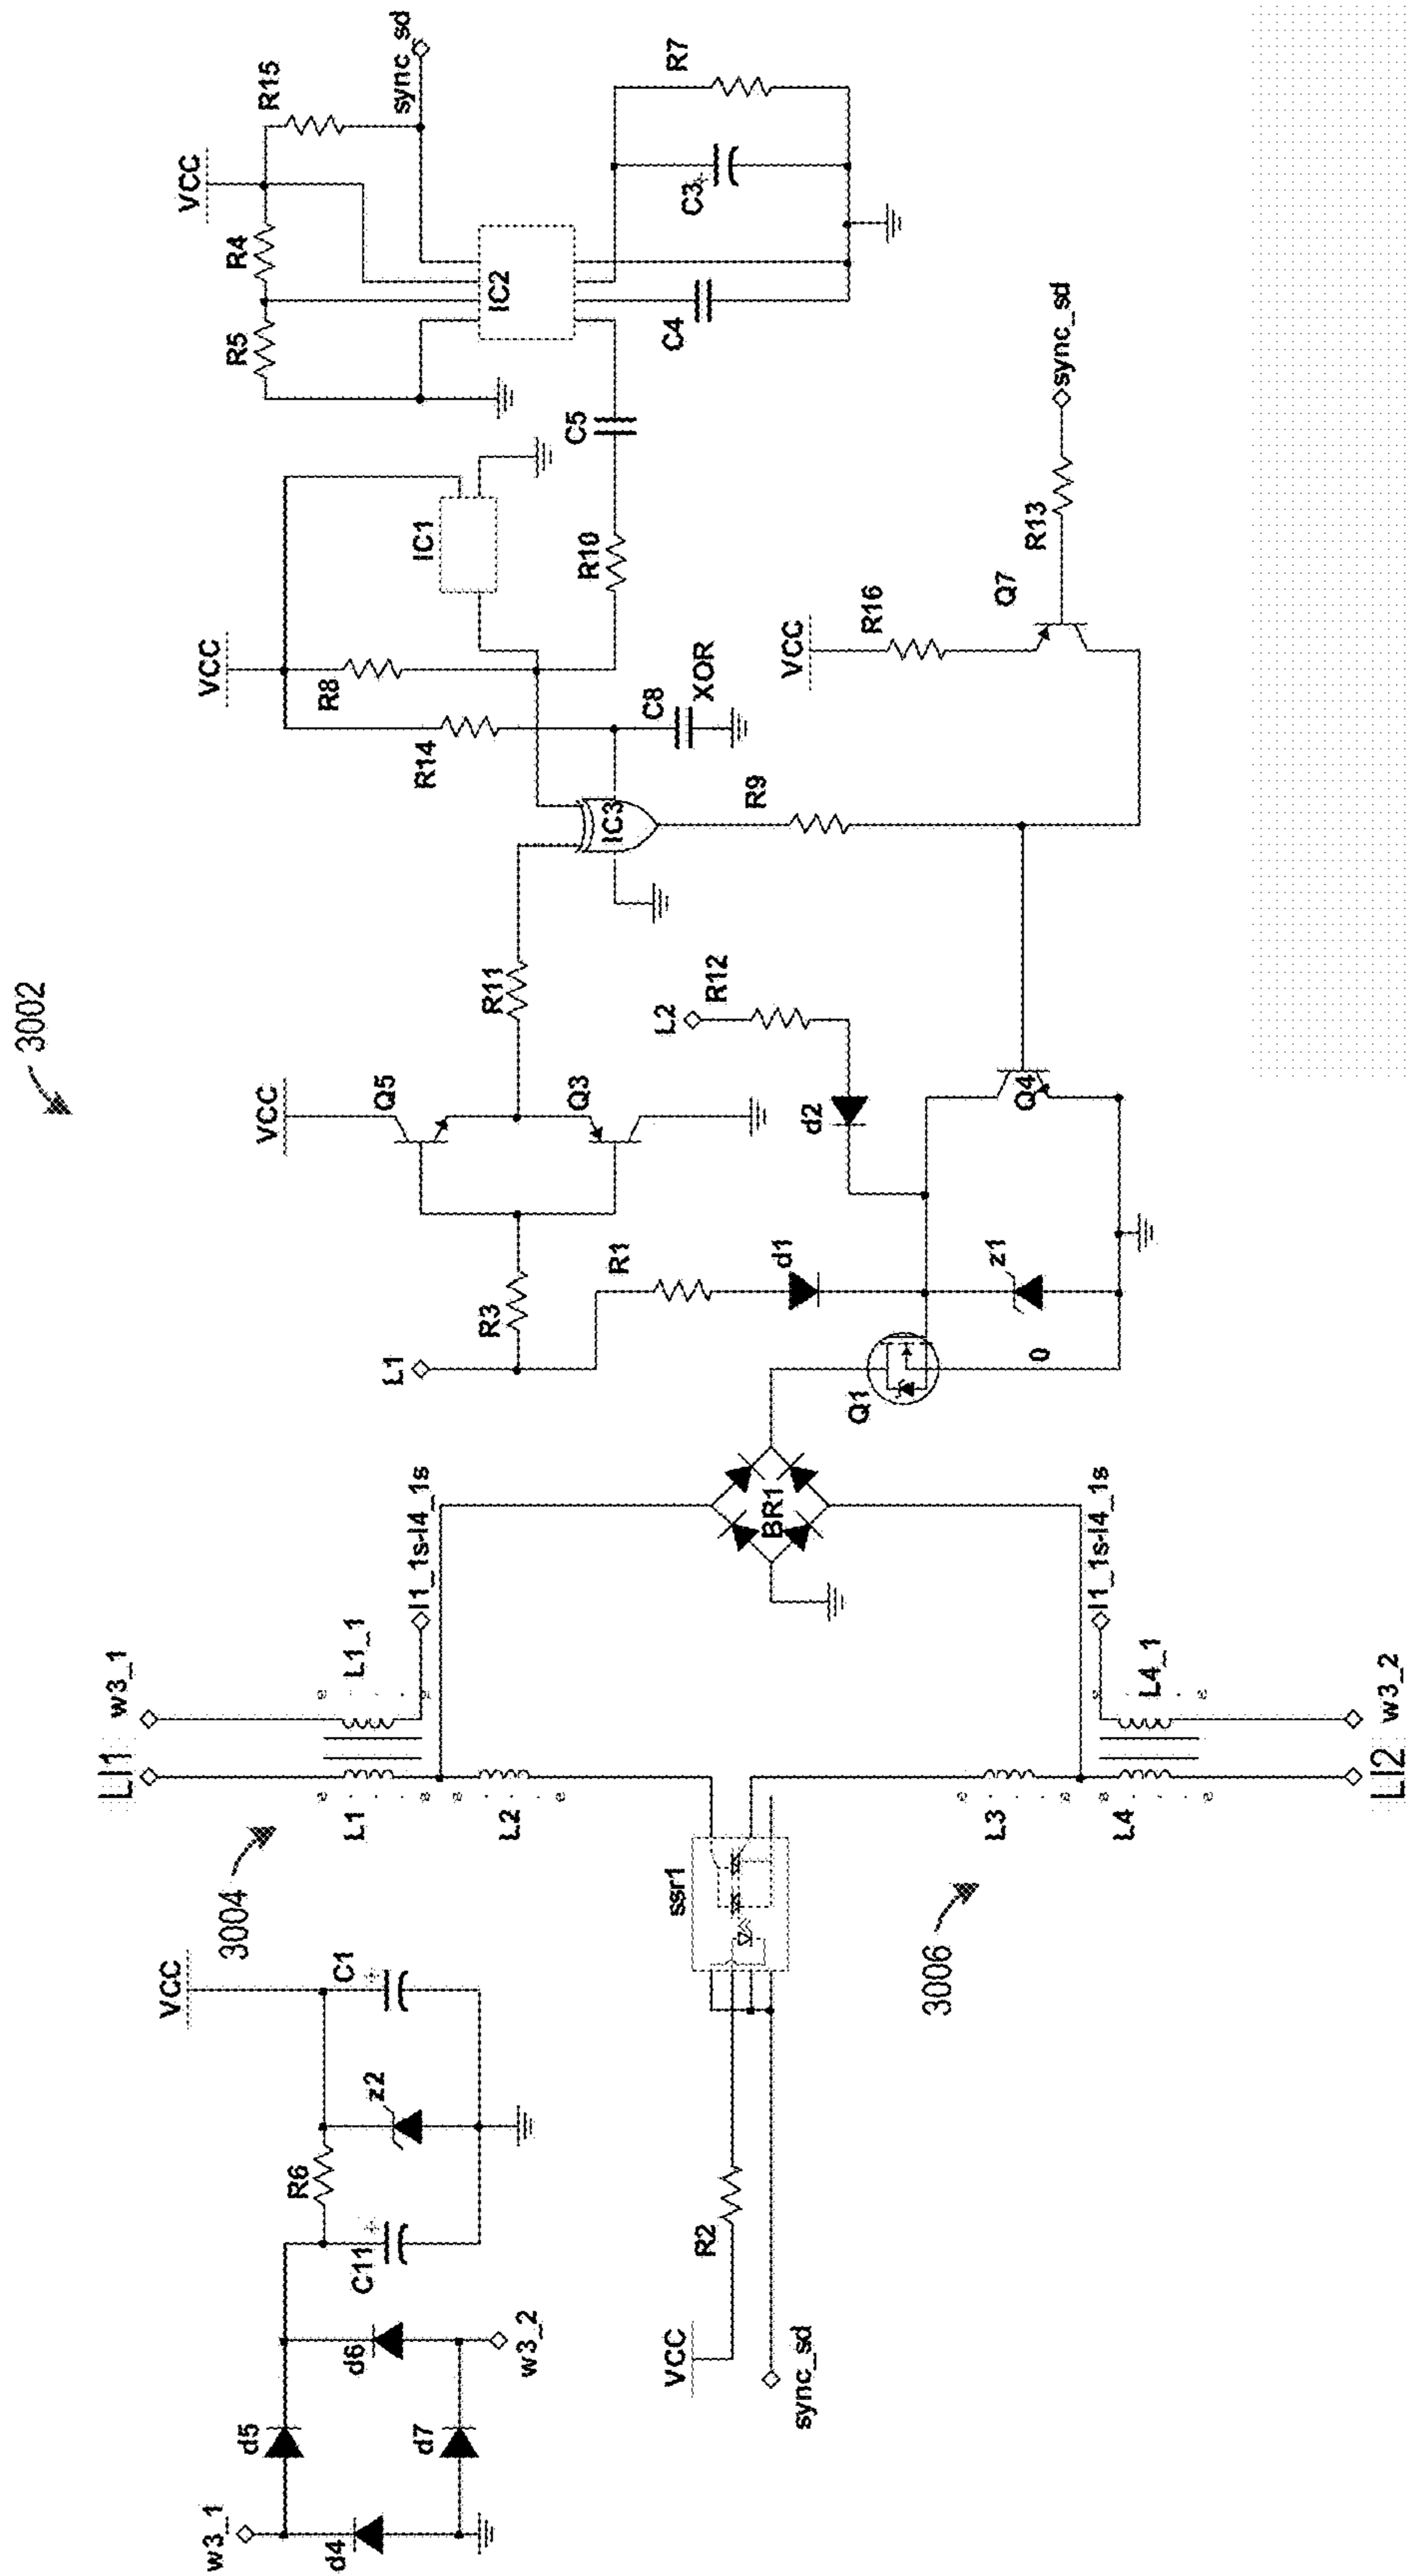 3002
VCC
R15
sync_sd
R4
R5
IC2
R7
C3
C4
C5
VCC
IC1
R8
R10
R14
C8
XOR
IC3
R9
VCC
R16
Q7
R13
sync_sd
R11
VCC
Q5
Q3
L2
R12
d2
Q4
L1
R3
R1
d1
z1
Q1
0
BR1
LI1
w3_1
L1_1
l1_1s-l4_1s
L1
L2
3004
ssr1
L3
L4
l1_1s-l4_1s
L4_1
LI2
w3_2
3006
VCC
C1
z2
R6
C11
d5
d6
d4
d7
w3_1
w3_2
VCC
R2
sync_sd